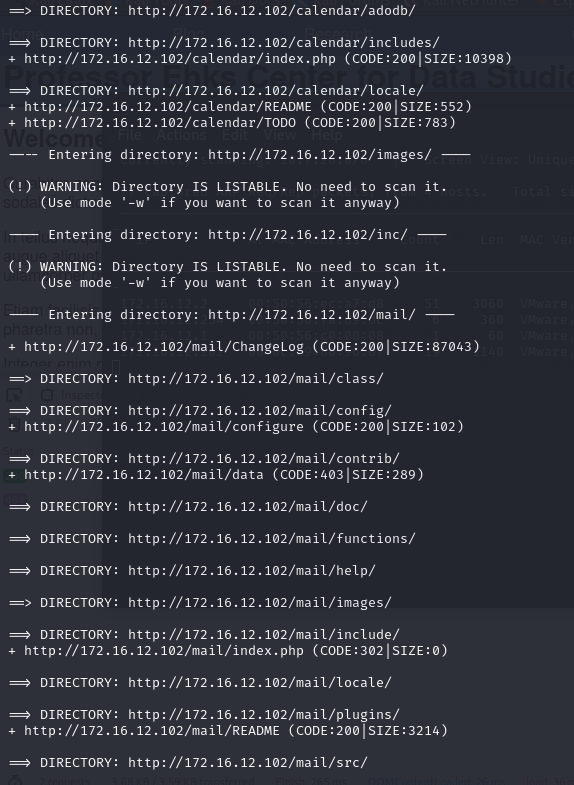 ==> DIRECTORY: http://172.16.12.102/calendar/adodb/
==> DIRECTORY: http://172.16.12.102/calendar/includes/
+ http://172.16.12.102/calendar/index.php (CODE:200|SIZE:10398)
==> DIRECTORY: http://172.16.12.102/calendar/locale/
+ http://172.16.12.102/calendar/README (CODE:200|SIZE:552)
+ http://172.16.12.102/calendar/TODO (CODE:200|SIZE:783)
---- Entering directory: http://172.16.12.102/images/ ----
(!) WARNING: Directory IS LISTABLE. No need to scan it.
(Use mode '-w' if you want to scan it anyway)
---- Entering directory: http://172.16.12.102/inc/ ----
(!) WARNING: Directory IS LISTABLE. No need to scan it.
(Use mode '-w' if you want to scan it anyway)
---- Entering directory: http://172.16.12.102/mail/ ----
+ http://172.16.12.102/mail/ChangeLog (CODE:200|SIZE:87043)
==> DIRECTORY: http://172.16.12.102/mail/class/
==> DIRECTORY: http://172.16.12.102/mail/config/
+ http://172.16.12.102/mail/configure (CODE:200|SIZE:102)
==> DIRECTORY: http://172.16.12.102/mail/contrib/
+ http://172.16.12.102/mail/data (CODE:403|SIZE:289)
==> DIRECTORY: http://172.16.12.102/mail/doc/
==> DIRECTORY: http://172.16.12.102/mail/functions/
==> DIRECTORY: http://172.16.12.102/mail/help/
==> DIRECTORY: http://172.16.12.102/mail/images/
==> DIRECTORY: http://172.16.12.102/mail/include/
+ http://172.16.12.102/mail/index.php (CODE:302|SIZE:0)
==> DIRECTORY: http://172.16.12.102/mail/locale/
==> DIRECTORY: http://172.16.12.102/mail/plugins/
+ http://172.16.12.102/mail/README (CODE:200|SIZE:3214)
==> DIRECTORY: http://172.16.12.102/mail/src/
Center for Data Studie
Welcome
File Actions Edit View Help